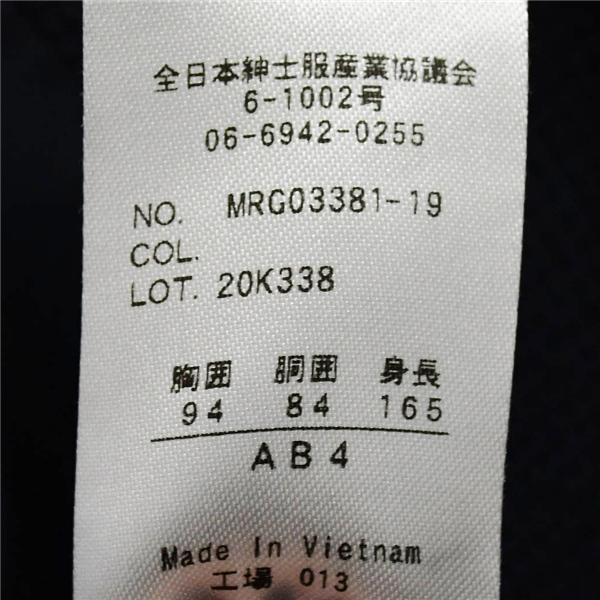 全日本紳士服産業協議会
6-1002号
06-6942-0255
NO. MRG03381-19
COL.
LOT. 20K338
胸囲 胴囲 身長
94 84 165
AB4
Made In Vietnam
工場 013